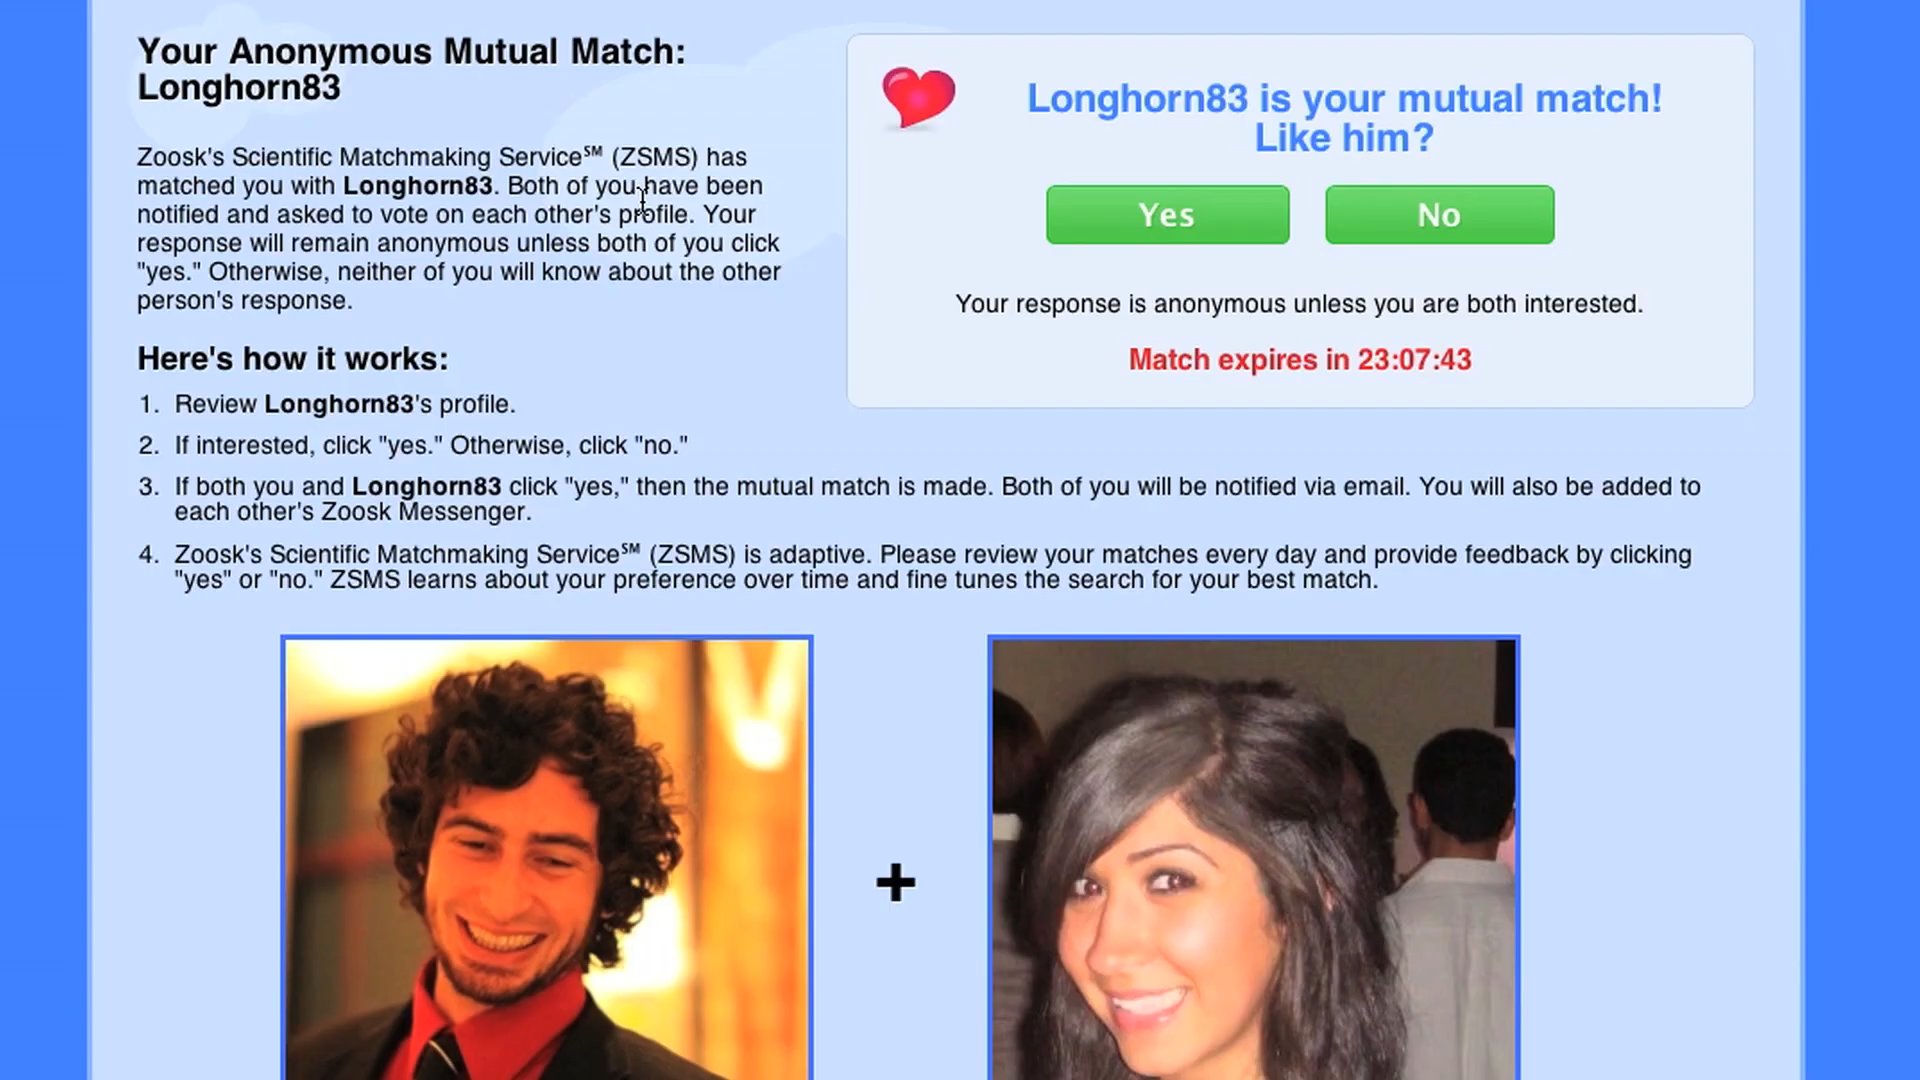 Your Anonymous Mutual Match:
Longhorn83
Zoosk's Scientific Matchmaking Service℠ (ZSMS) has
matched you with Longhorn83. Both of you have been
notified and asked to vote on each other's profile. Your
response will remain anonymous unless both of you click
"yes." Otherwise, neither of you will know about the other
person's response.
Longhorn83 is your mutual match!
Like him?
Yes No
Your response is anonymous unless you are both interested.
Match expires in 23:07:43
Here's how it works:
1. Review Longhorn83's profile.
2. If interested, click "yes." Otherwise, click "no."
3. If both you and Longhorn83 click "yes," then the mutual match is made. Both of you will be notified via email. You will also be added to
each other's Zoosk Messenger.
4. Zoosk's Scientific Matchmaking Service℠ (ZSMS) is adaptive. Please review your matches every day and provide feedback by clicking
"yes" or "no." ZSMS learns about your preference over time and fine tunes the search for your best match.
+